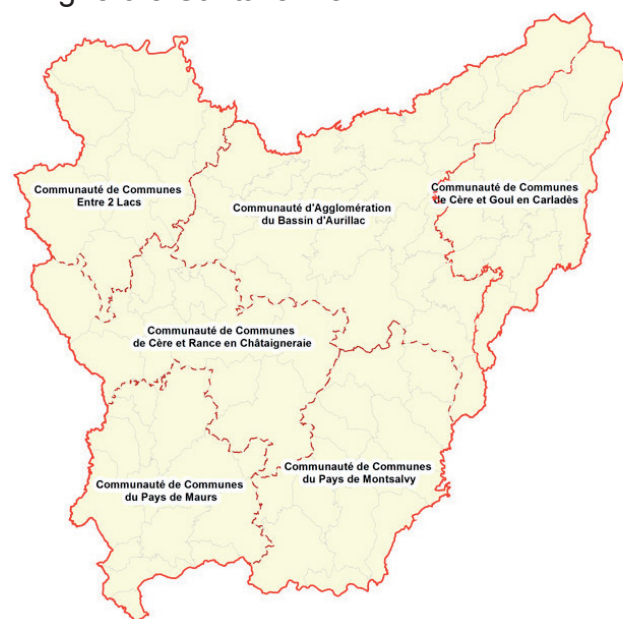 Communauté de Communes
Entre 2 Lacs
Communauté d'Agglomération
du Bassin d'Aurillac
Communauté de Communes
de Cère et Goul en Carladès
Communauté de Communes
de Cère et Rance en Châtaigneraie
Communauté de Communes
du Pays de Maurs
Communauté de Communes
du Pays de Montsalvy